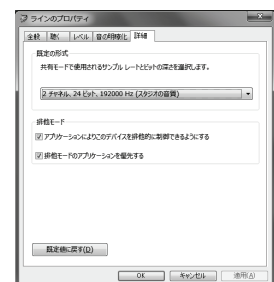 ラインのプロパティ
全般 聴く レベル 音の明瞭化 詳細
既定の形式
共有モードで使用されるサンプル レートとビットの深さを選択します。
2 チャネル、24 ビット、192000 Hz (スタジオの音質)
排他モード
アプリケーションによりこのデバイスを排他的に制御できるようにする
排他モードのアプリケーションを優先する
既定値に戻す(D)
OK キャンセル 適用(A)